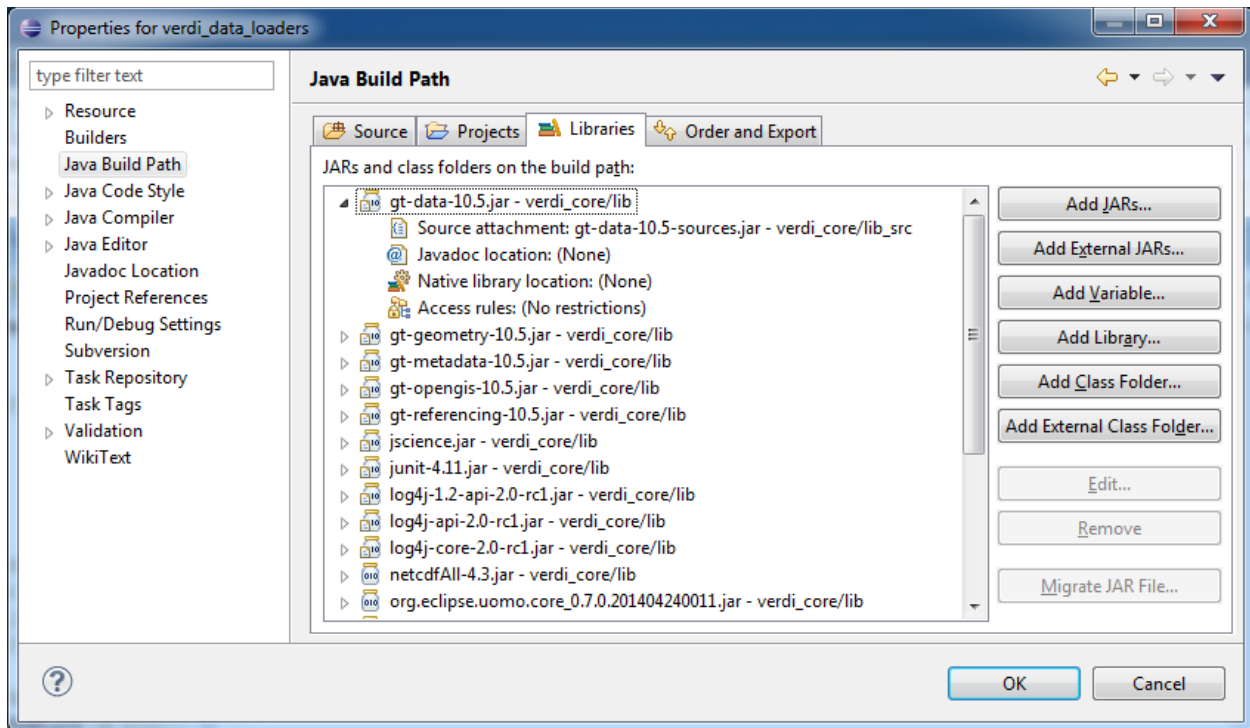 Properties for verdi_data_loaders
type filter text
Resource
Builders
Java Build Path
Java Code Style
Java Compiler
Java Editor
Javadoc Location
Project References
Run/Debug Settings
Subversion
Task Repository
Task Tags
Validation
WikiText
Java Build Path
Source
Projects
Libraries
Order and Export
JARs and class folders on the build path:
gt-data-10.5.jar - verdi_core/lib
Source attachment: gt-data-10.5-sources.jar - verdi_core/lib_src
Javadoc location: (None)
Native library location: (None)
Access rules: (No restrictions)
gt-geometry-10.5.jar - verdi_core/lib
gt-metadata-10.5.jar - verdi_core/lib
gt-opengis-10.5.jar - verdi_core/lib
gt-referencing-10.5.jar - verdi_core/lib
jscience.jar - verdi_core/lib
junit-4.11.jar - verdi_core/lib
log4j-1.2-api-2.0-rc1.jar - verdi_core/lib
log4j-api-2.0-rc1.jar - verdi_core/lib
log4j-core-2.0-rc1.jar - verdi_core/lib
netcdfAll-4.3.jar - verdi_core/lib
org.eclipse.uomo.core_0.7.0.201404240011.jar - verdi_core/lib
Add JARs...
Add External JARs...
Add Variable...
Add Library...
Add Class Folder...
Add External Class Folder...
Edit...
Remove
Migrate JAR File...
OK
Cancel